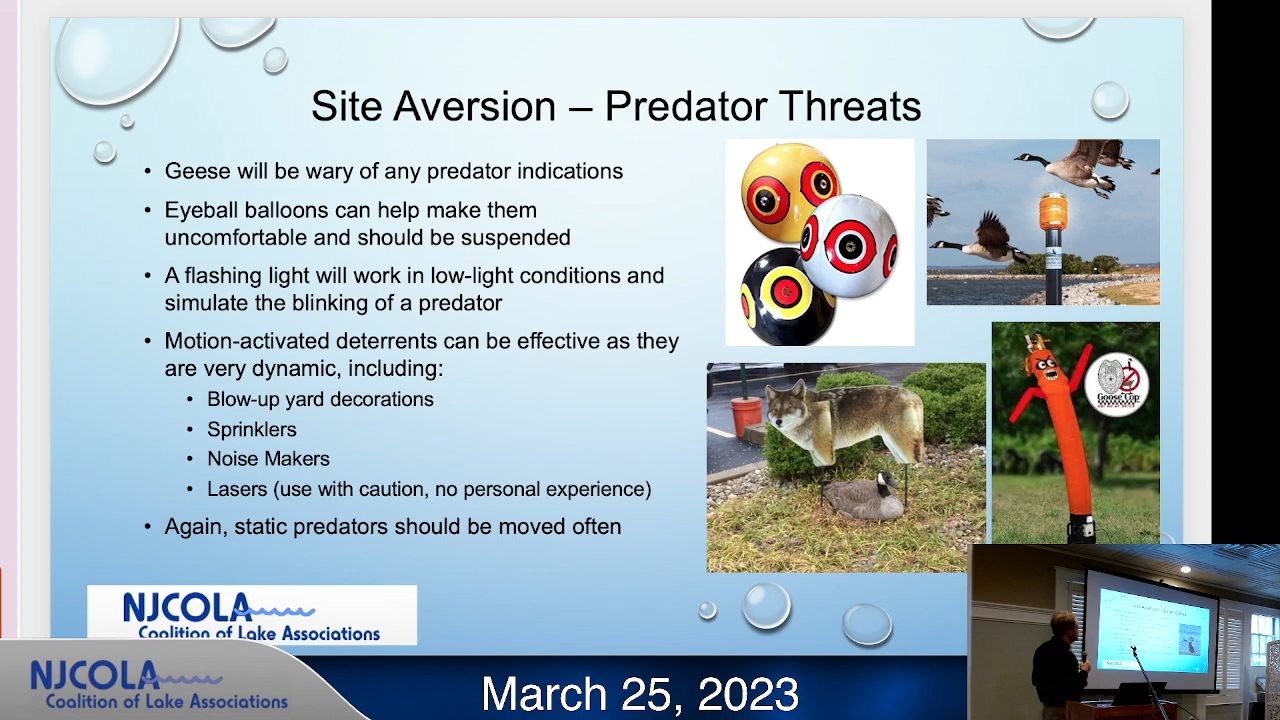 Site Aversion – Predator Threats
• Geese will be wary of any predator indications
• Eyeball balloons can help make them
uncomfortable and should be suspended
• A flashing light will work in low-light conditions and
simulate the blinking of a predator
• Motion-activated deterrents can be effective as they
are very dynamic, including:
• Blow-up yard decorations
• Sprinklers
• Noise Makers
• Lasers (use with caution, no personal experience)
• Again, static predators should be moved often
Goose Cop
NJCOLA
Coalition of Lake Associations
NJCOLA
Coalition of Lake Associations
March 25, 2023